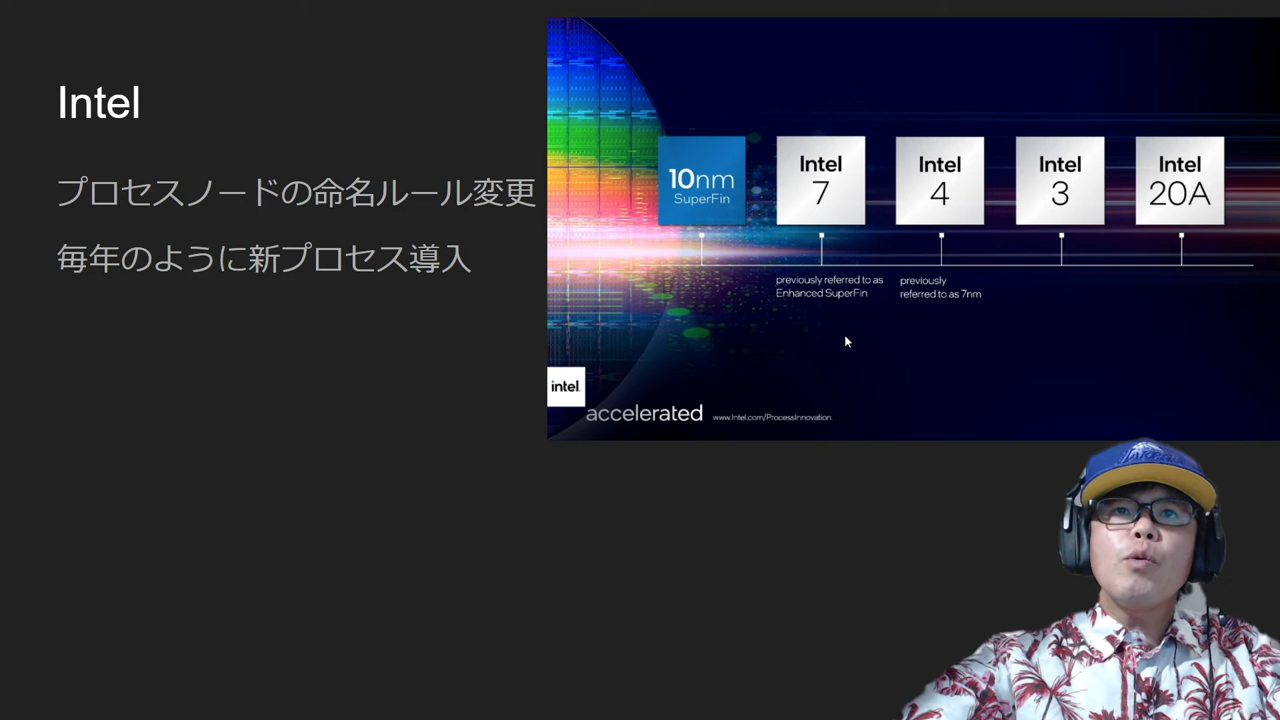 Intel
プロセスノードの命名ルール変更
毎年のように新プロセス導入
10nm
SuperFin
Intel
7
Intel
4
Intel
3
Intel
20A
previously referred to as
Enhanced SuperFin
previously
referred to as 7nm
intel
accelerated www.Intel.com/ProcessInnovation.
LAKERS